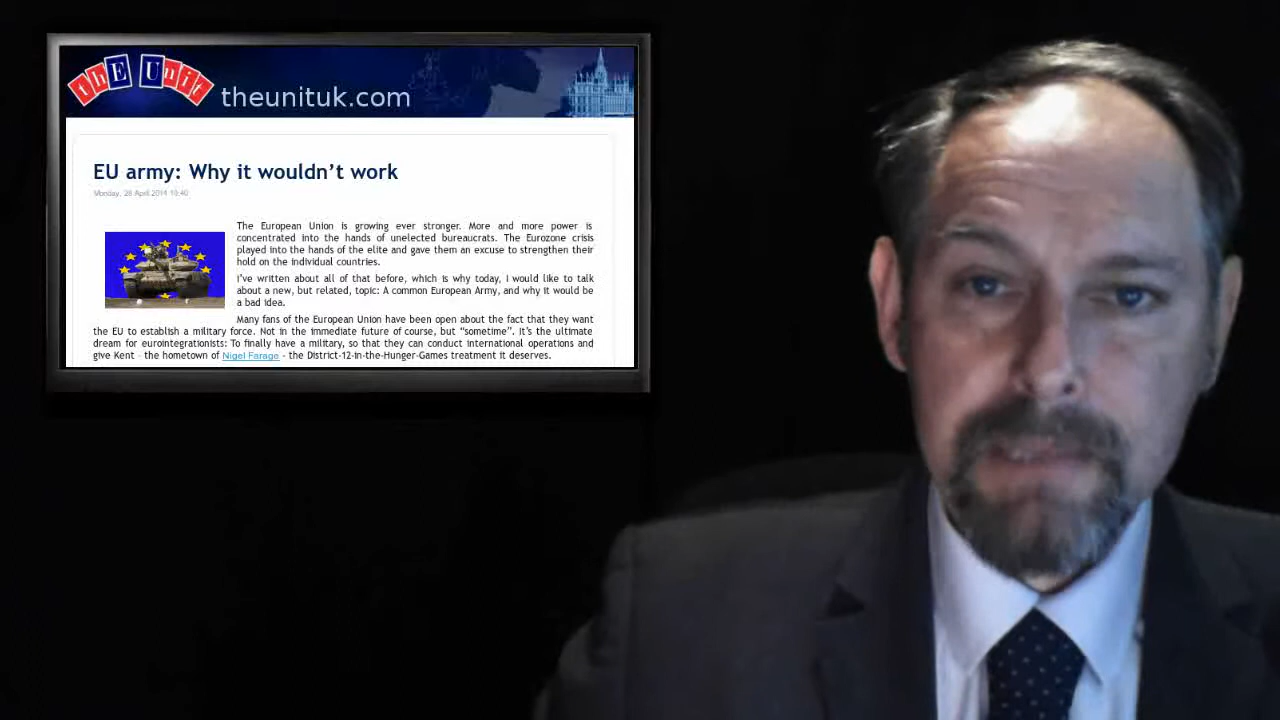 thE Unit
theunituk.com
EU army: Why it wouldn't work
Monday, 28 April 2014 10:40
The European Union is growing ever stronger. More and more power is
concentrated into the hands of unelected bureaucrats. The Eurozone crisis
played into the hands of the elite and gave them an excuse to strengthen their
hold on the individual countries.
I've written about all of that before, which is why today, I would like to talk
about a new, but related, topic: A common European Army, and why it would be
a bad idea.
Many fans of the European Union have been open about the fact that they want
the EU to establish a military force. Not in the immediate future of course, but "sometime". It's the ultimate
dream for eurointegrationists: To finally have a military, so that they can conduct international operations and
give Kent - the hometown of Nigel Farage - the District-12-in-the-Hunger-Games treatment it deserves.